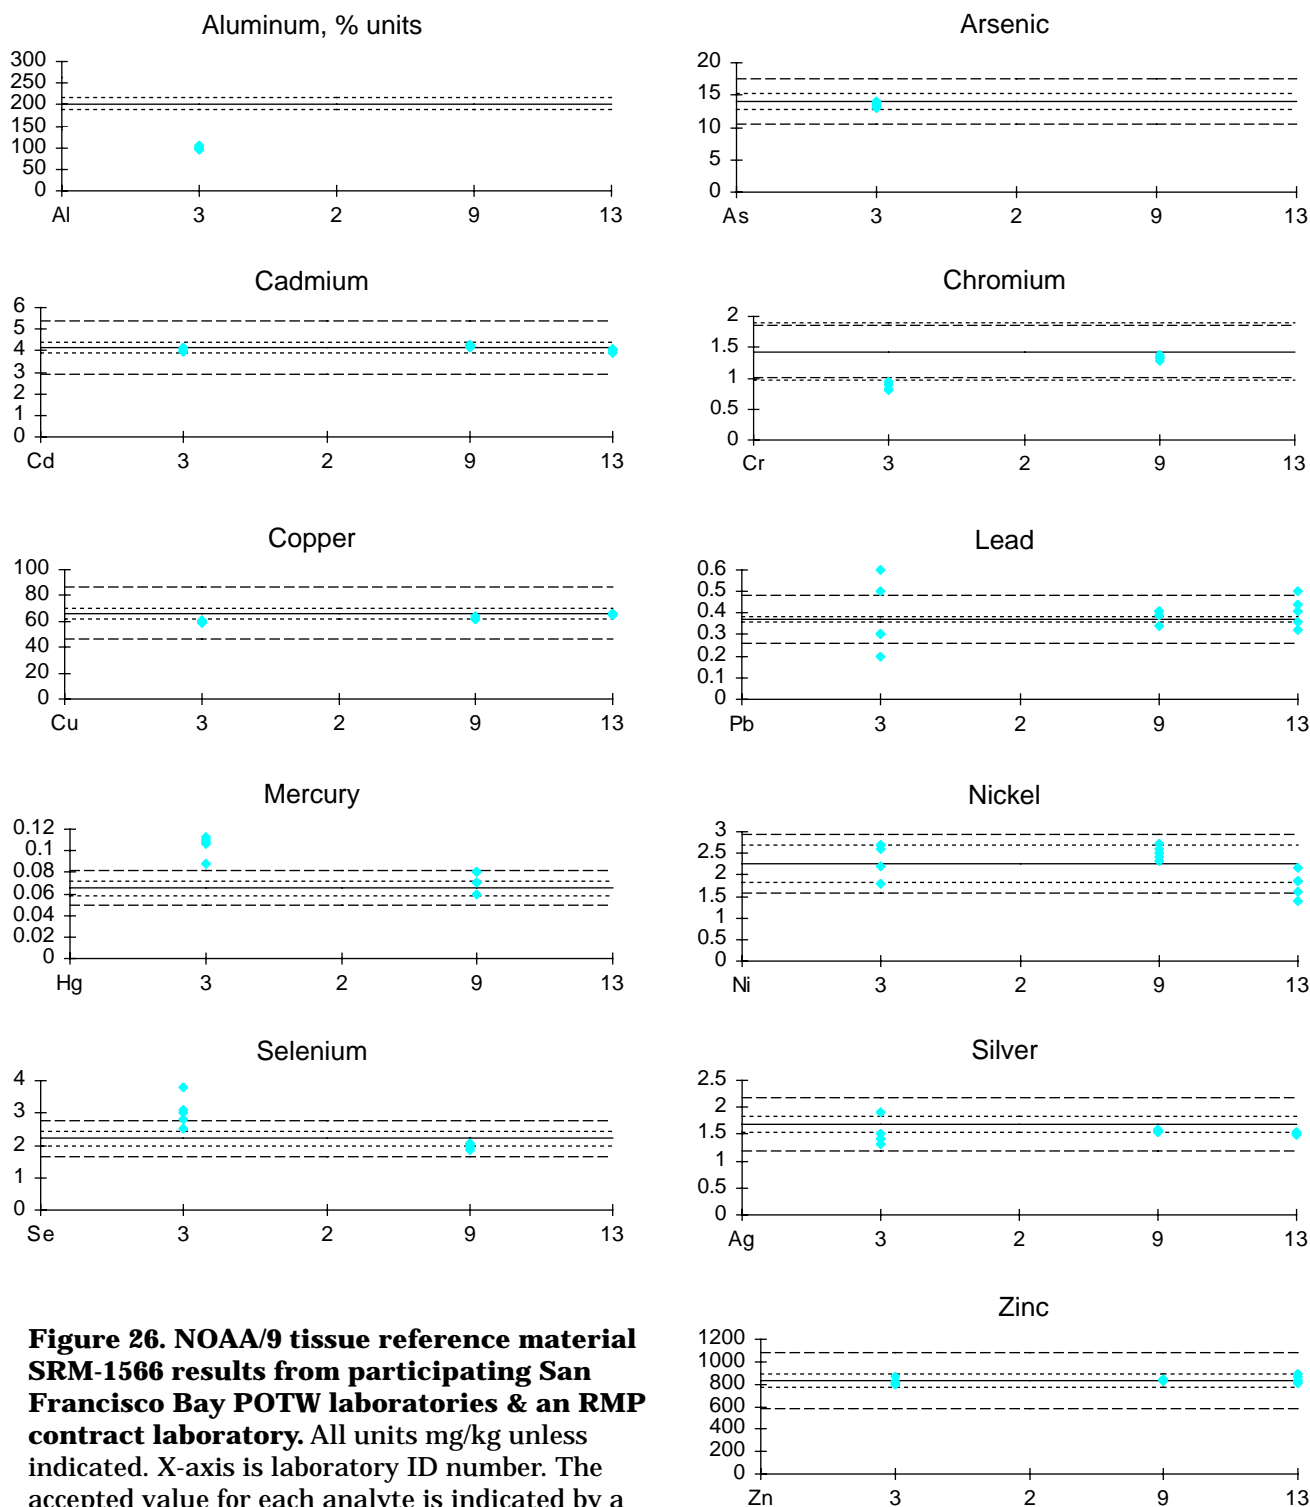 Aluminum, % units
300
250
200
150
100
50
0
Al 3 2 9 13
Arsenic
20
15
10
5
0
As 3 2 9 13
Cadmium
6
5
4
3
2
1
0
Cd 3 2 9 13
Chromium
2
1.5
1
0.5
0
Cr 3 2 9 13
Copper
100
80
60
40
20
0
Cu 3 2 9 13
Lead
0.6
0.5
0.4
0.3
0.2
0.1
0
Pb 3 2 9 13
Mercury
0.12
0.1
0.08
0.06
0.04
0.02
0
Hg 3 2 9 13
Nickel
3
2.5
2
1.5
1
0.5
0
Ni 3 2 9 13
Selenium
4
3
2
1
0
Se 3 2 9 13
Silver
2.5
2
1.5
1
0.5
0
Ag 3 2 9 13
Zinc
1200
1000
800
600
400
200
0
Zn 3 2 9 13
Figure 26. NOAA/9 tissue reference material
SRM-1566 results from participating San
Francisco Bay POTW laboratories & an RMP
contract laboratory. All units mg/kg unless
indicated. X-axis is laboratory ID number. The
accepted value for each analyte is indicated by a